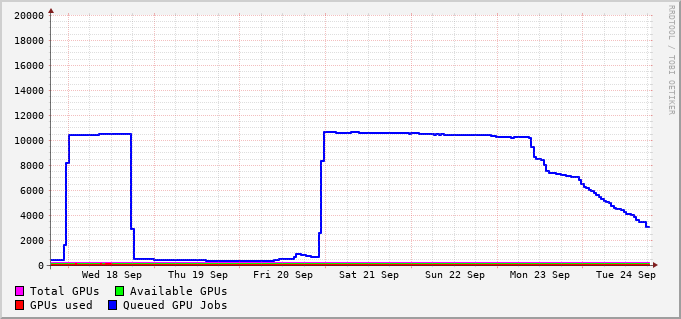 20000
18000
16000
14000
12000
10000
8000
6000
4000
2000
0
Wed 18 Sep Thu 19 Sep Fri 20 Sep Sat 21 Sep Sun 22 Sep Mon 23 Sep Tue 24 Sep
Total GPUs Available GPUs
GPUs used Queued GPU Jobs
RRDTOOL / TOBI OETIKER